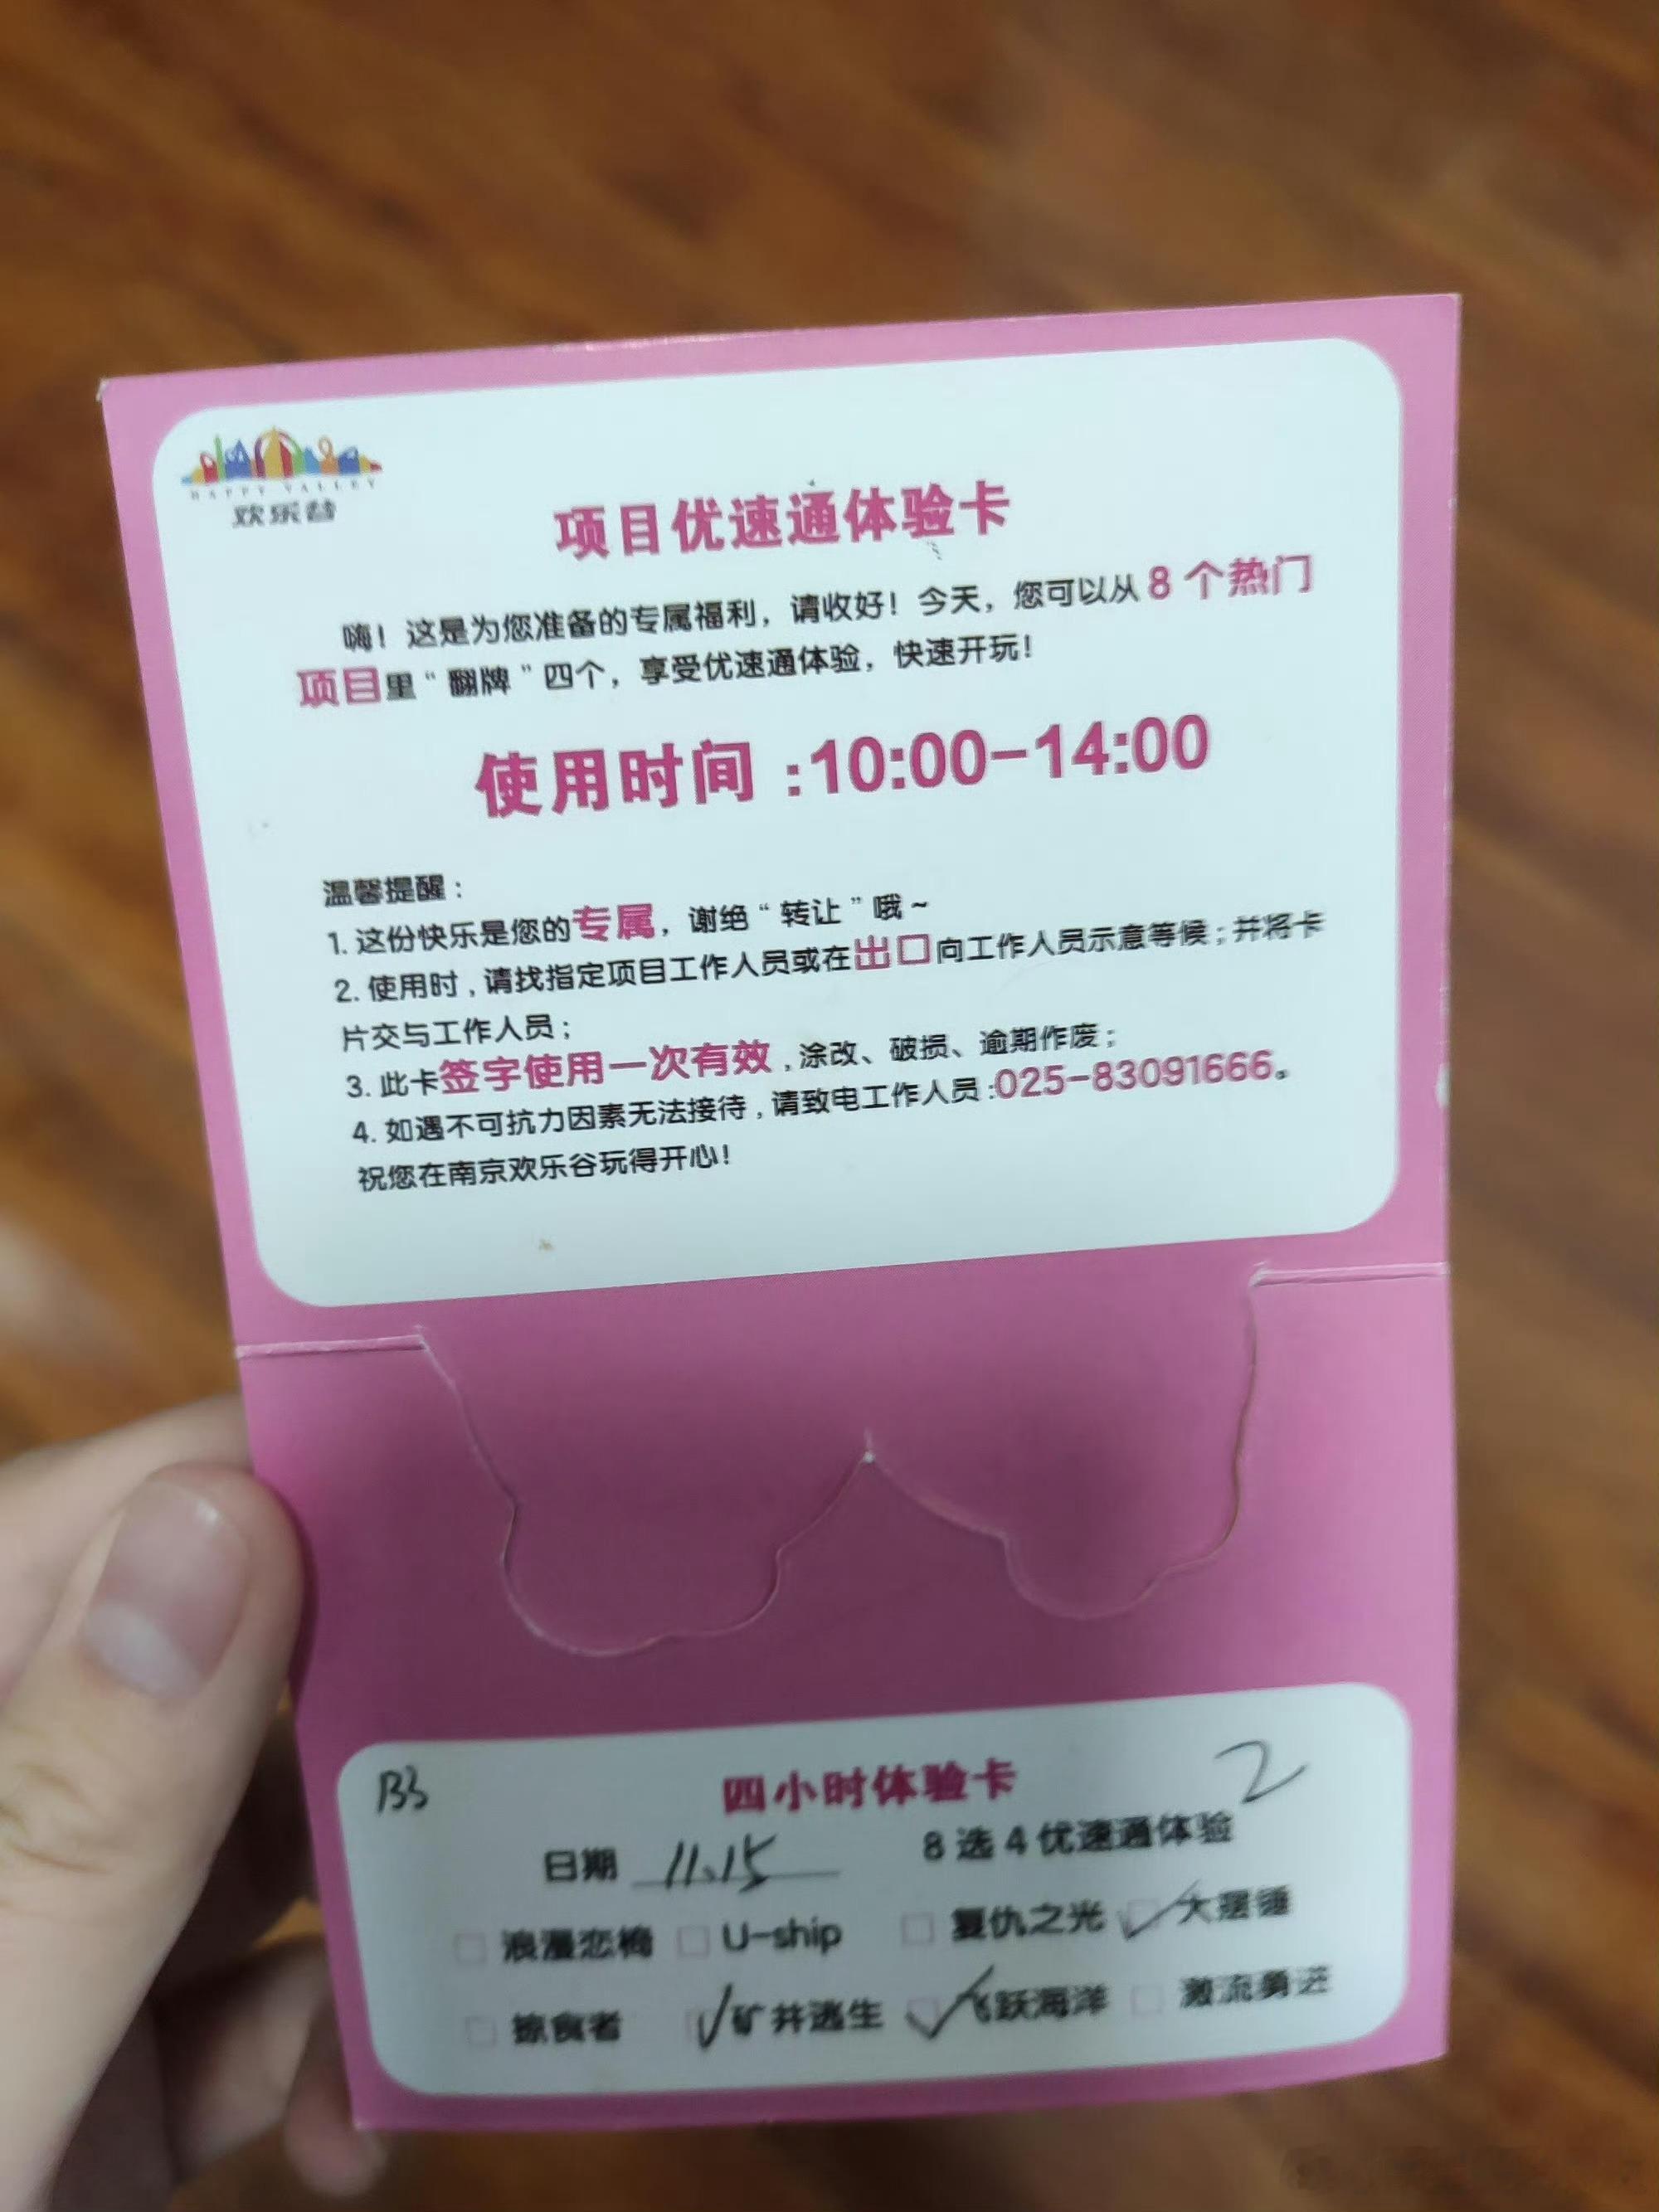 HAPPY VALLEY
欢乐谷
项目优速通体验卡
嗨！这是为您准备的专属福利，请收好！今天，您可以从 8 个热门
项目里“翻牌”四个，享受优速通体验，快速开玩！
使用时间 :10:00-14:00
温馨提醒：
1. 这份快乐是您的专属，谢绝“转让”哦~
2. 使用时，请找指定项目工作人员或在出口向工作人员示意等候；并将卡
片交与工作人员；
3. 此卡签字使用一次有效，涂改、破损、逾期作废；
4. 如遇不可抗力因素无法接待，请致电工作人员:025-83091666。
祝您在南京欢乐谷玩得开心！
四小时体验卡 2
日期 11.15 8 选 4 优速通体验
浪漫恋椅 U-ship 复仇之光 大摆锤
掠食者 矿井逃生 飞跃海洋 激流勇进